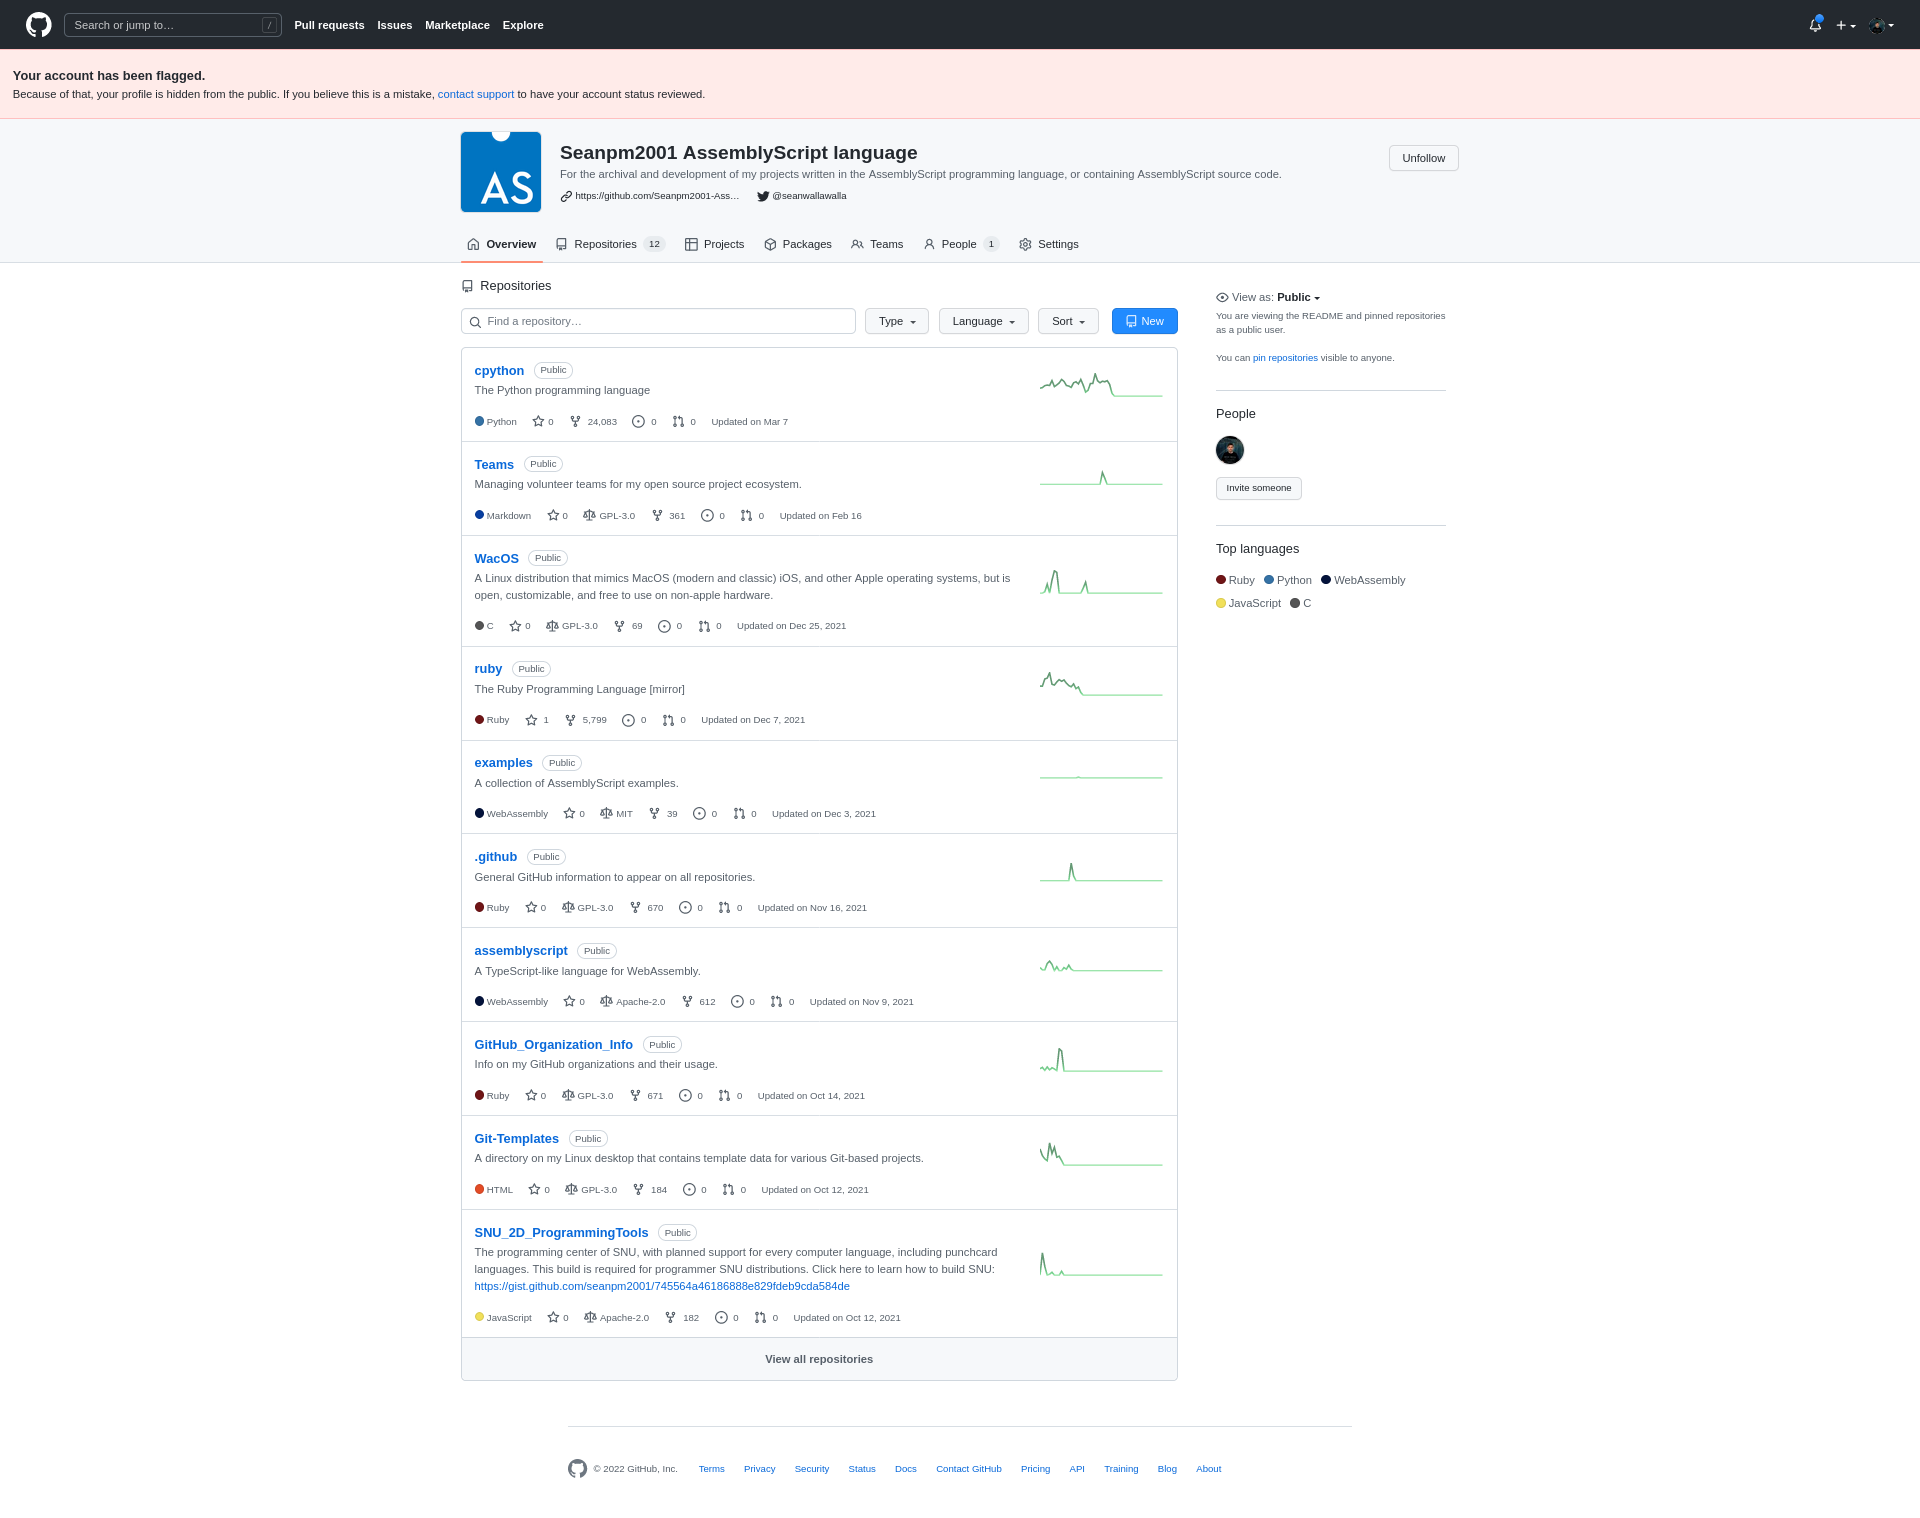 Search or jump to… /
Pull requests Issues Marketplace Explore
Your account has been flagged.
Because of that, your profile is hidden from the public. If you believe this is a mistake, contact support to have your account status reviewed.
AS
Seanpm2001 AssemblyScript language
For the archival and development of my projects written in the AssemblyScript programming language, or containing AssemblyScript source code.
https://github.com/Seanpm2001-Ass… @seanwallawalla
Unfollow
Overview Repositories 12 Projects Packages Teams People 1 Settings
Repositories
Find a repository… Type Language Sort New
cpython Public
The Python programming language
Python 0 24,083 0 0 Updated on Mar 7
Teams Public
Managing volunteer teams for my open source project ecosystem.
Markdown 0 GPL-3.0 361 0 0 Updated on Feb 16
WacOS Public
A Linux distribution that mimics MacOS (modern and classic) iOS, and other Apple operating systems, but is
open, customizable, and free to use on non-apple hardware.
C 0 GPL-3.0 69 0 0 Updated on Dec 25, 2021
ruby Public
The Ruby Programming Language [mirror]
Ruby 1 5,799 0 0 Updated on Dec 7, 2021
examples Public
A collection of AssemblyScript examples.
WebAssembly 0 MIT 39 0 0 Updated on Dec 3, 2021
.github Public
General GitHub information to appear on all repositories.
Ruby 0 GPL-3.0 670 0 0 Updated on Nov 16, 2021
assemblyscript Public
A TypeScript-like language for WebAssembly.
WebAssembly 0 Apache-2.0 612 0 0 Updated on Nov 9, 2021
GitHub_Organization_Info Public
Info on my GitHub organizations and their usage.
Ruby 0 GPL-3.0 671 0 0 Updated on Oct 14, 2021
Git-Templates Public
A directory on my Linux desktop that contains template data for various Git-based projects.
HTML 0 GPL-3.0 184 0 0 Updated on Oct 12, 2021
SNU_2D_ProgrammingTools Public
The programming center of SNU, with planned support for every computer language, including punchcard
languages. This build is required for programmer SNU distributions. Click here to learn how to build SNU:
https://gist.github.com/seanpm2001/745564a46186888e829fdeb9cda584de
JavaScript 0 Apache-2.0 182 0 0 Updated on Oct 12, 2021
View all repositories
View as: Public
You are viewing the README and pinned repositories
as a public user.
You can pin repositories visible to anyone.
People
Invite someone
Top languages
Ruby Python WebAssembly
JavaScript C
© 2022 GitHub, Inc. Terms Privacy Security Status Docs Contact GitHub Pricing API Training Blog About